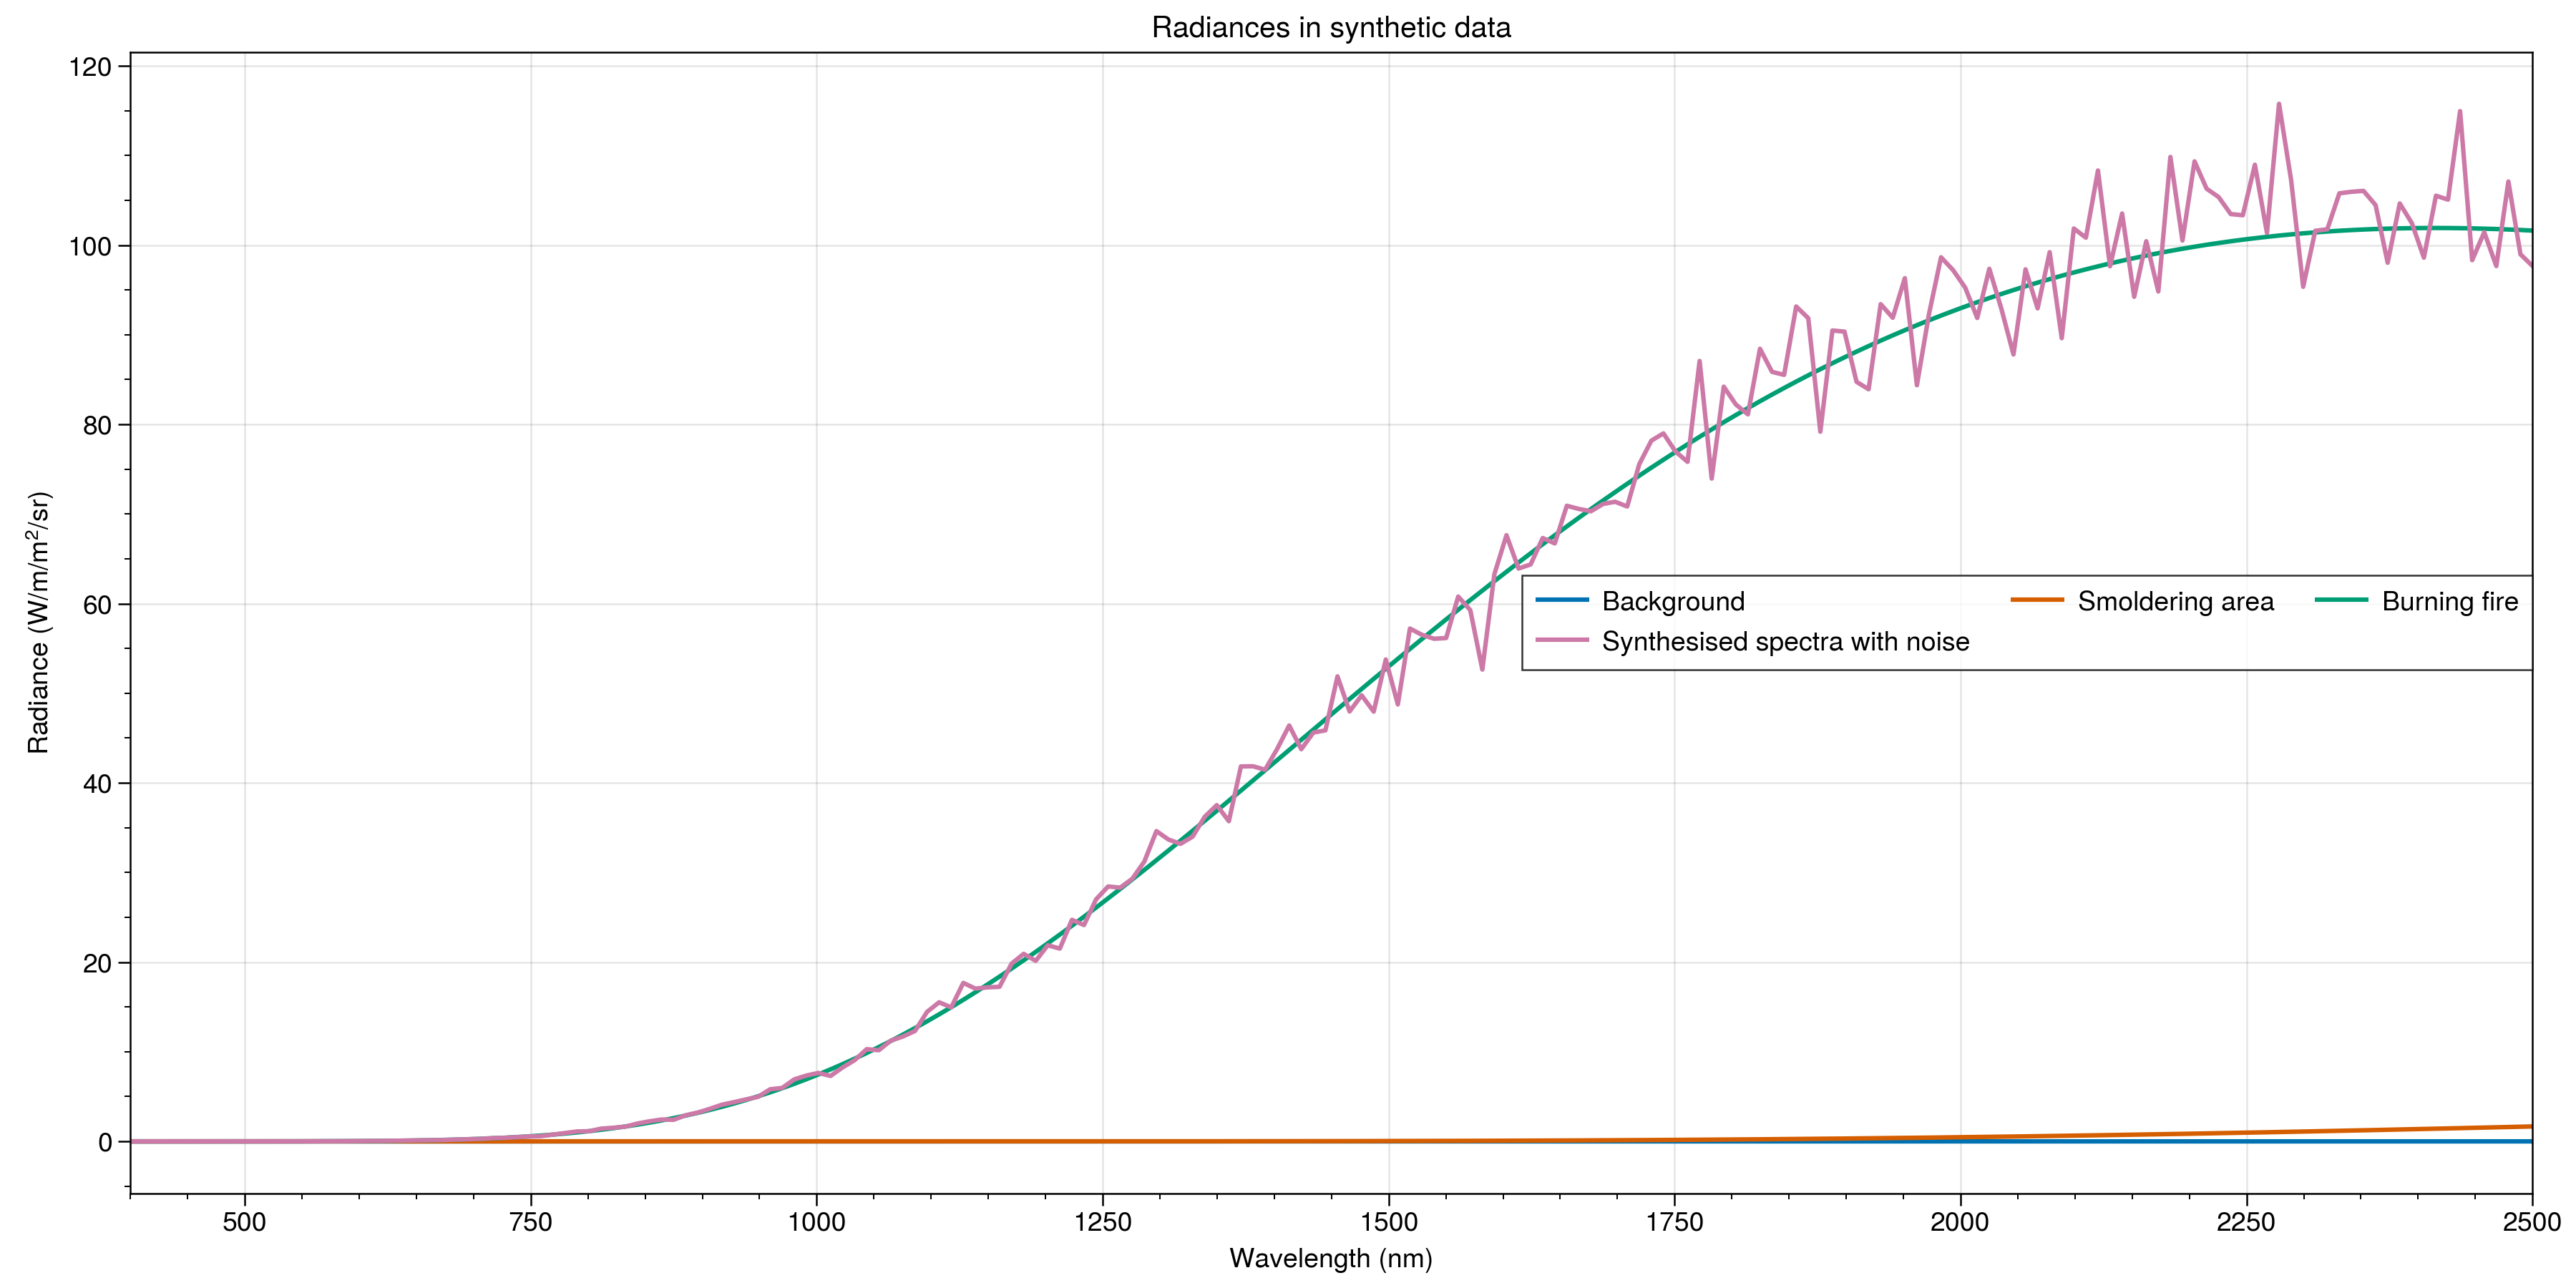 Radiances in synthetic data
120
100
80
60
40
20
0
Radiance (W/m/m²/sr)
Background
Smoldering area
Burning fire
Synthesised spectra with noise
500 750 1000 1250 1500 1750 2000 2250 2500
Wavelength (nm)